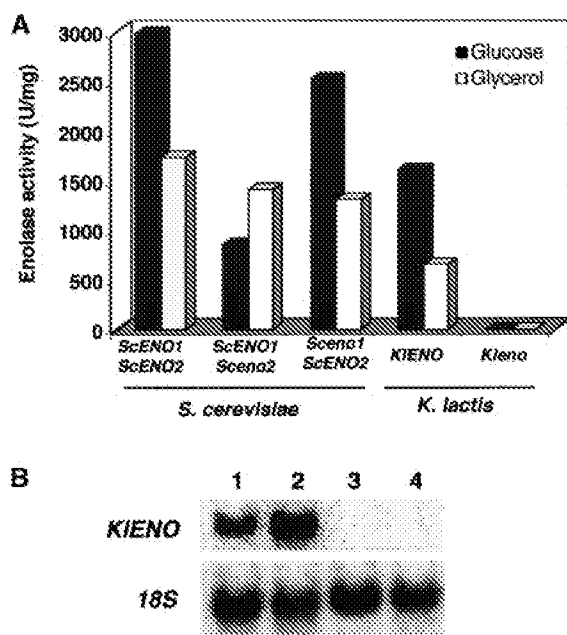 A
Enolase activity (U/mg)
3000
2500
2000
1500
1000
500
0
Glucose
Glycerol
ScENO1 ScENO1 Sceno1 KlENO Kleno
ScENO2 Sceno2 ScENO2
S. cerevisiae K. lactis
B
1 2 3 4
KlENO
18S